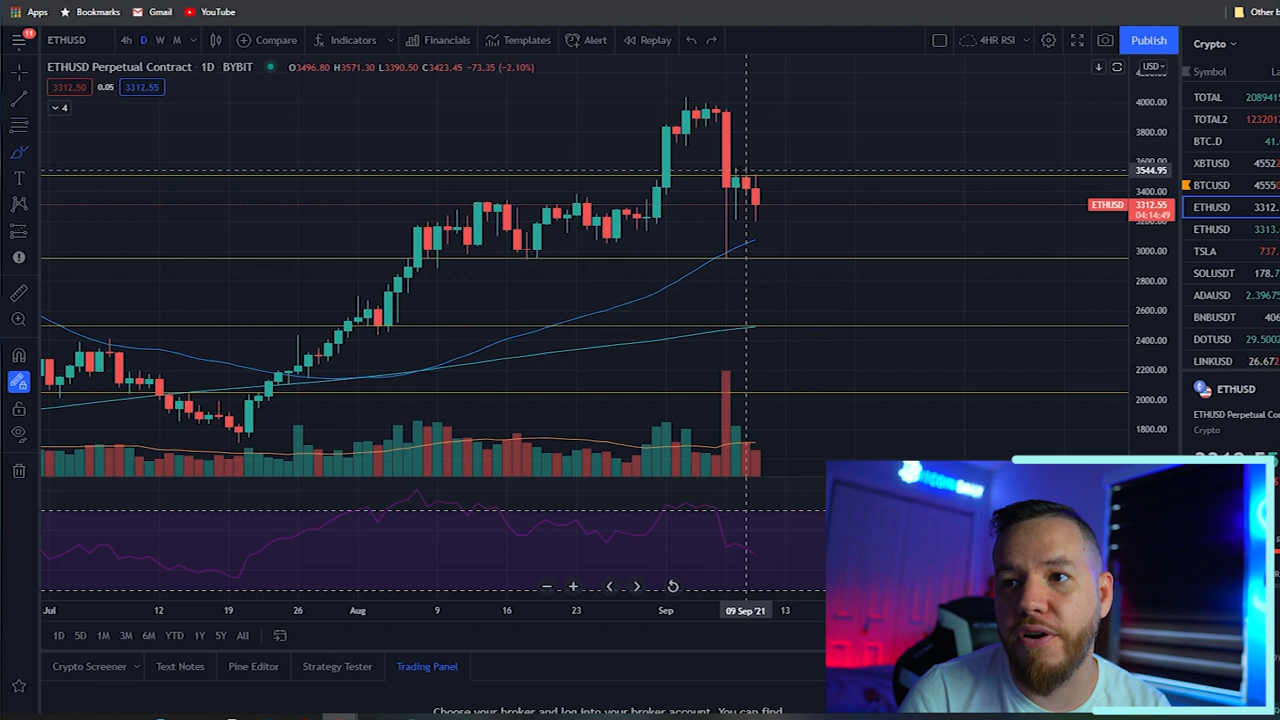 Apps Bookmarks Gmail YouTube Other b
11 ETHUSD 4h D W M Compare Indicators Financials Templates Alert Replay 4HR RSI Publish Crypto
ETHUSD Perpetual Contract · 1D · BYBIT O3496.80 H3571.30 L3390.50 C3423.45 −73.35 (−2.10%) USD
3312.50 0.05 3312.55
4
4000.00
3800.00
3544.95
3400.00
ETHUSD 3312.55
04:14:49
3000.00
2800.00
2600.00
2400.00
2200.00
2000.00
1800.00
Jul 12 19 26 Aug 9 16 23 Sep 09 Sep '21 13
1D 5D 1M 3M 6M YTD 1Y 5Y All
Crypto Screener Text Notes Pine Editor Strategy Tester Trading Panel
Choose your broker and log into your broker account. You can find
Symbol La
TOTAL 208941
TOTAL2 123201
BTC.D 41.
XBTUSD 4552
BTCUSD 4555
ETHUSD 3312.
ETHUSD 3313.
TSLA 737.
SOLUSDT 178.7
ADAUSD 2.3967
BNBUSDT 406
DOTUSD 29.500
LINKUSD 26.67
ETHUSD
ETHUSD Perpetual Contract
Crypto